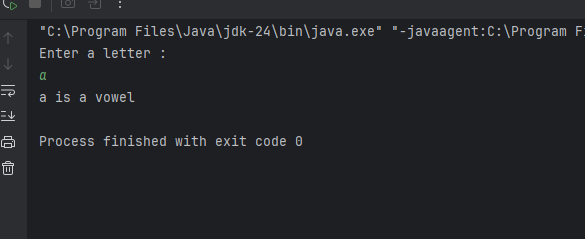 "C:\Program Files\Java\jdk-24\bin\java.exe" "-javaagent:C:\Program
Enter a letter :
a
a is a vowel
Process finished with exit code 0